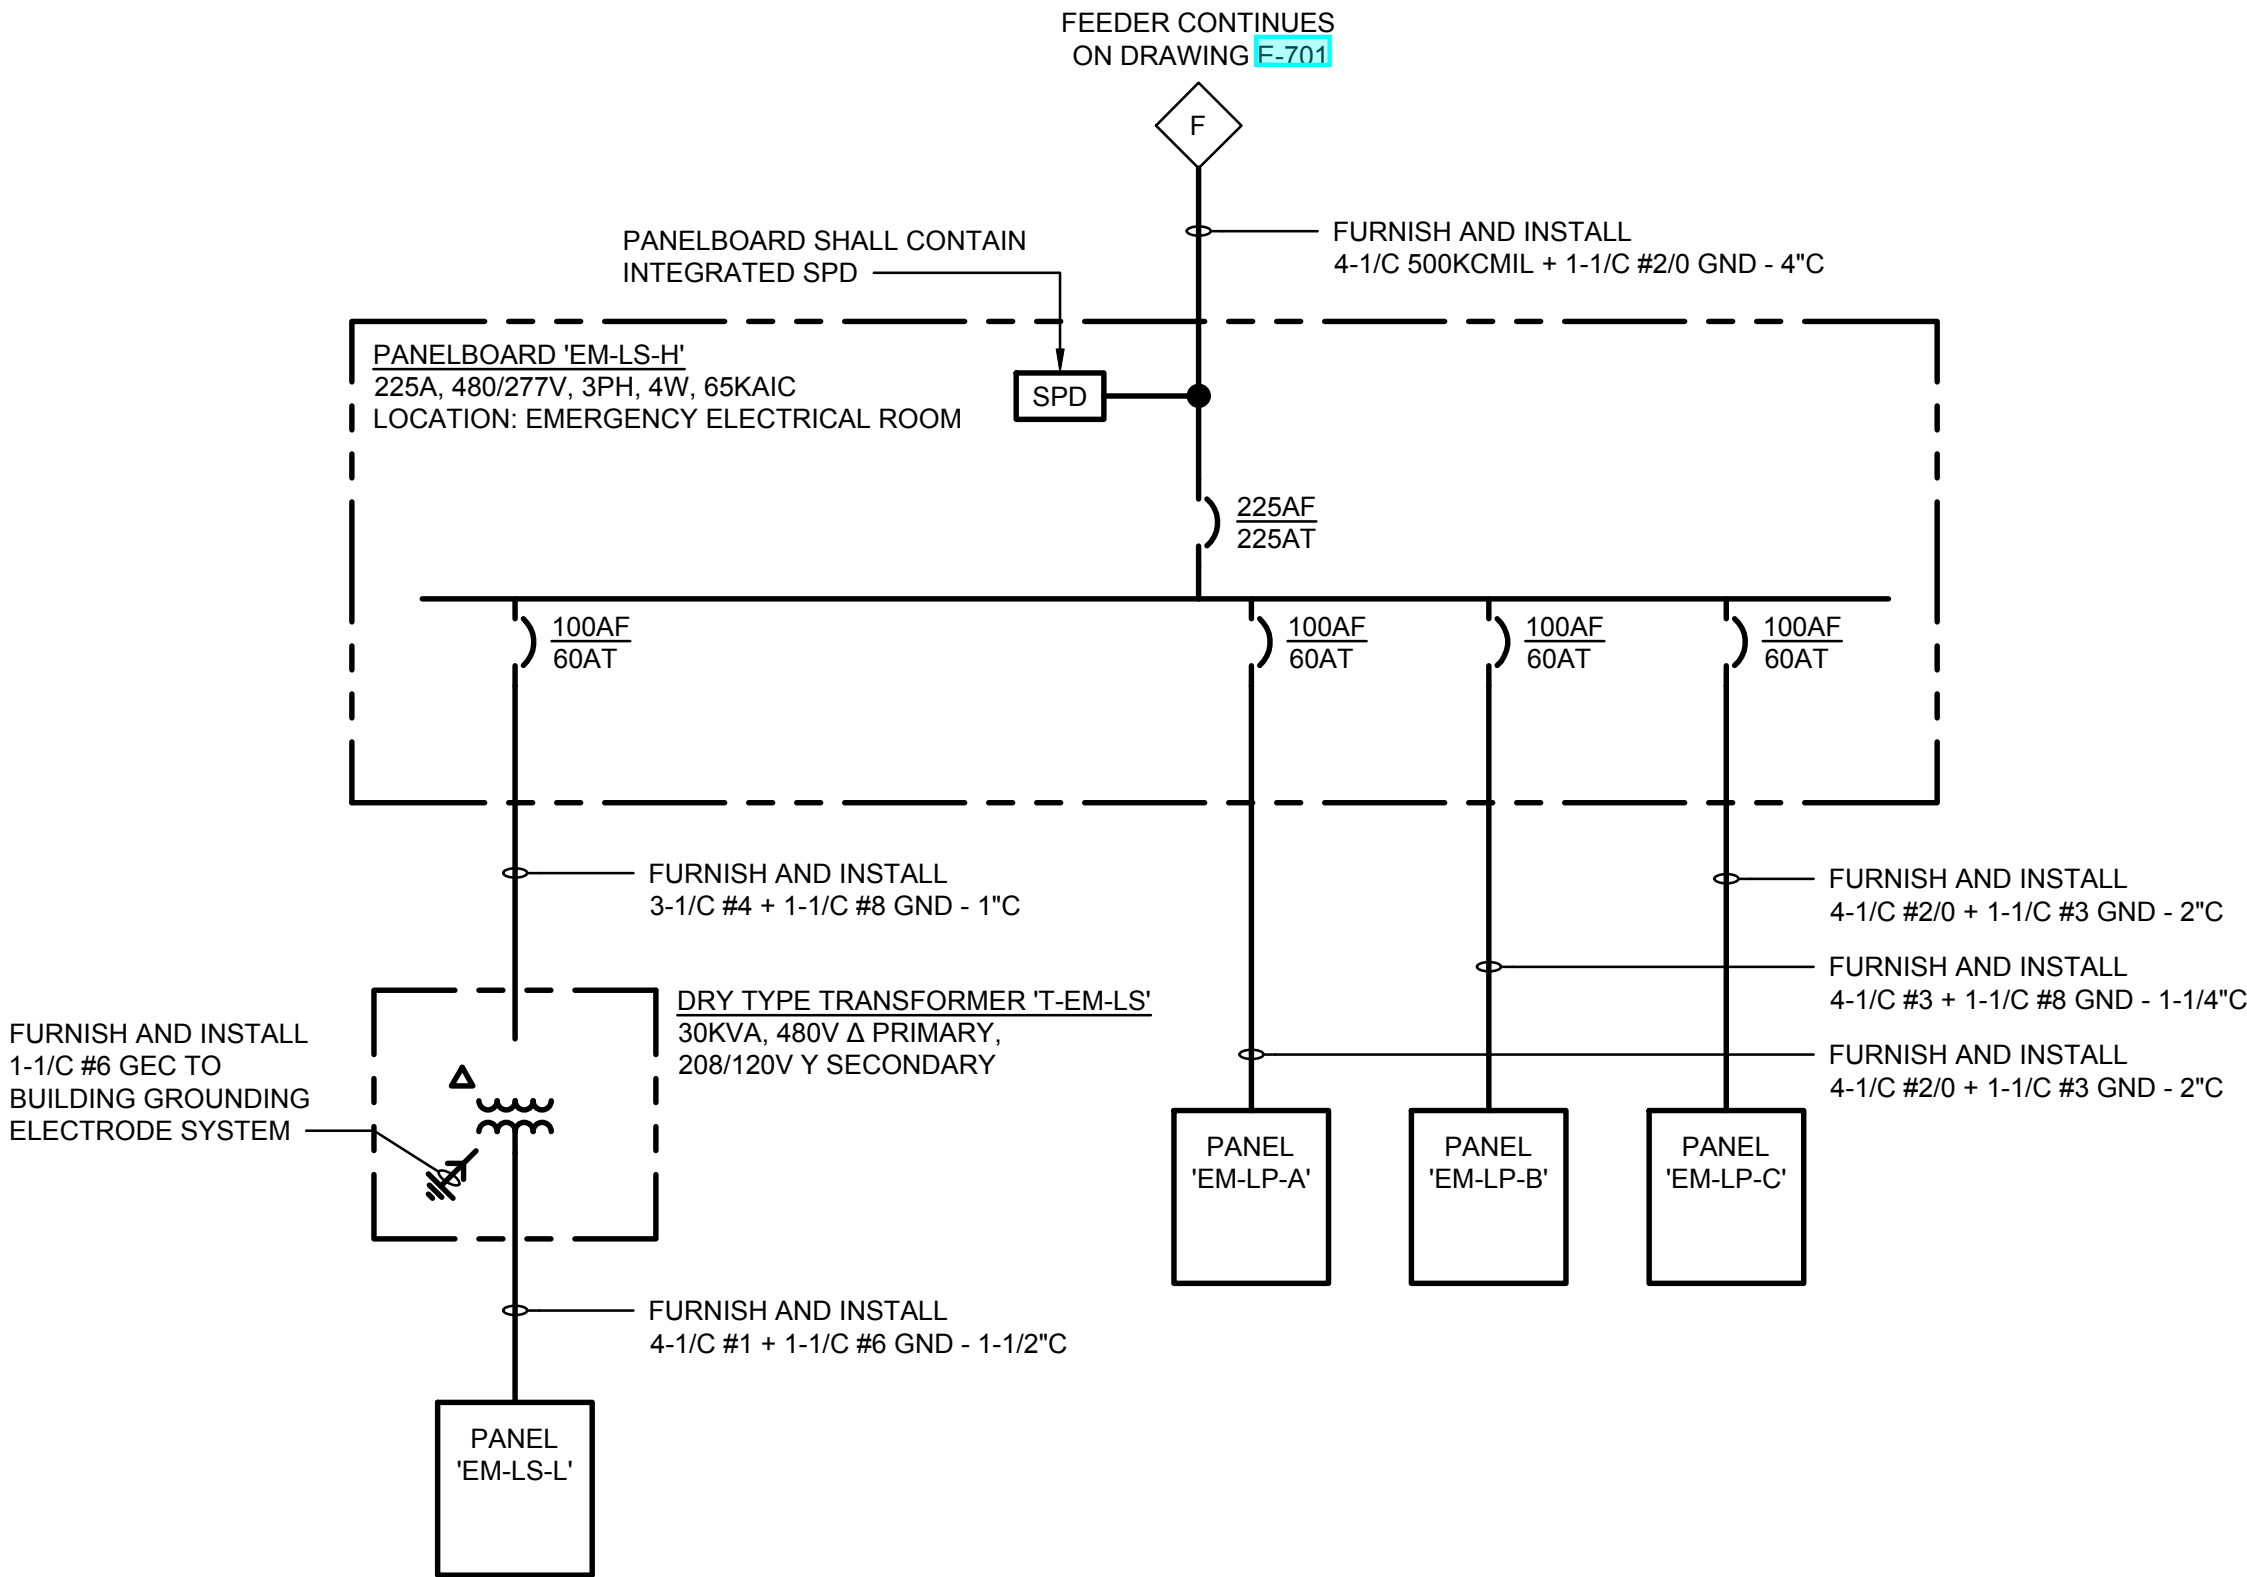 FEEDER CONTINUES
ON DRAWING E-701
F
FURNISH AND INSTALL
4-1/C 500KCMIL + 1-1/C #2/0 GND - 4"C
PANELBOARD SHALL CONTAIN
INTEGRATED SPD
PANELBOARD 'EM-LS-H'
225A, 480/277V, 3PH, 4W, 65KAIC
LOCATION: EMERGENCY ELECTRICAL ROOM
SPD
225AF
225AT
100AF
60AT
100AF
60AT
100AF
60AT
100AF
60AT
FURNISH AND INSTALL
3-1/C #4 + 1-1/C #8 GND - 1"C
FURNISH AND INSTALL
4-1/C #2/0 + 1-1/C #3 GND - 2"C
FURNISH AND INSTALL
4-1/C #3 + 1-1/C #8 GND - 1-1/4"C
FURNISH AND INSTALL
4-1/C #2/0 + 1-1/C #3 GND - 2"C
DRY TYPE TRANSFORMER 'T-EM-LS'
30KVA, 480V Δ PRIMARY,
208/120V Y SECONDARY
FURNISH AND INSTALL
1-1/C #6 GEC TO
BUILDING GROUNDING
ELECTRODE SYSTEM
PANEL
'EM-LP-A'
PANEL
'EM-LP-B'
PANEL
'EM-LP-C'
FURNISH AND INSTALL
4-1/C #1 + 1-1/C #6 GND - 1-1/2"C
PANEL
'EM-LS-L'